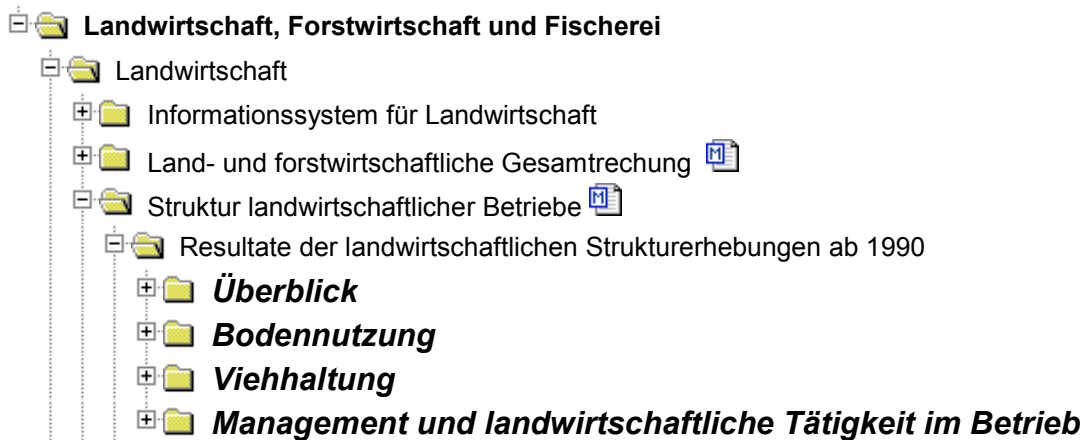 Landwirtschaft, Forstwirtschaft und Fischerei
Landwirtschaft
Informationssystem für Landwirtschaft
Land- und forstwirtschaftliche Gesamtrechung M
Struktur landwirtschaftlicher Betriebe M
Resultate der landwirtschaftlichen Strukturerhebungen ab 1990
Überblick
Bodennutzung
Viehhaltung
Management und landwirtschaftliche Tätigkeit im Betrieb